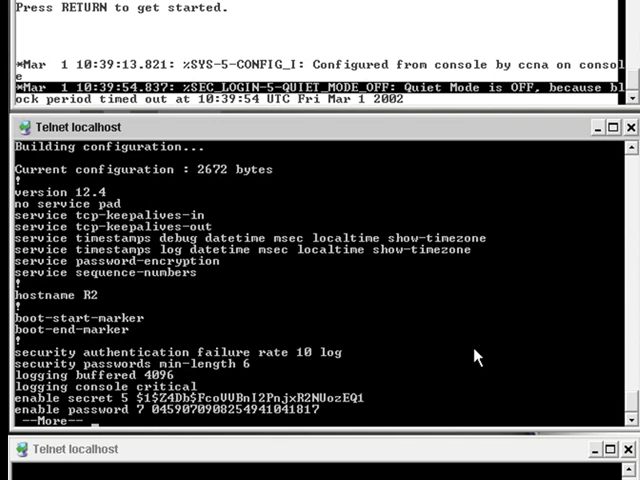 Press RETURN to get started.
*Mar  1 10:39:13.821: %SYS-5-CONFIG_I: Configured from console by ccna on consol
e
*Mar  1 10:39:54.837: %SEC_LOGIN-5-QUIET_MODE_OFF: Quiet Mode is OFF, because bl
ock period timed out at 10:39:54 UTC Fri Mar 1 2002
Telnet localhost
Building configuration...
Current configuration : 2672 bytes
!
version 12.4
no service pad
service tcp-keepalives-in
service tcp-keepalives-out
service timestamps debug datetime msec localtime show-timezone
service timestamps log datetime msec localtime show-timezone
service password-encryption
service sequence-numbers
!
hostname R2
!
boot-start-marker
boot-end-marker
!
security authentication failure rate 10 log
security passwords min-length 6
logging buffered 4096
logging console critical
enable secret 5 $1$Z4Db$FcoVVBnI2PnjxR2NUozEQ1
enable password 7 0459070908254941041817
--More--
Telnet localhost